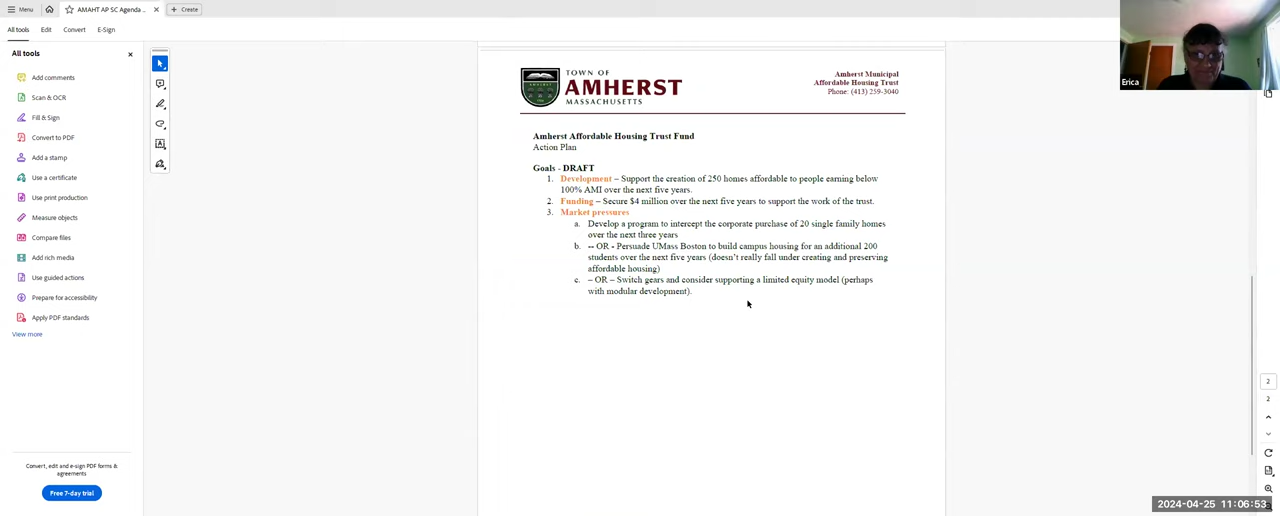 Menu
AMAHT AP SC Agenda ...
Create
All tools
Edit
Convert
E-Sign
All tools
Add comments
Scan & OCR
Fill & Sign
Convert to PDF
Add a stamp
Use a certificate
Use print production
Measure objects
Compare files
Add rich media
Use guided actions
Prepare for accessibility
Apply PDF standards
View more
Convert, edit and e-sign PDF forms &
agreements
Free 7-day trial
TOWN OF
AMHERST
MASSACHUSETTS
Amherst Municipal
Affordable Housing Trust
Phone: (413) 259-3040
Amherst Affordable Housing Trust Fund
Action Plan
Goals - DRAFT
1. Development – Support the creation of 250 homes affordable to people earning below
100% AMI over the next five years.
2. Funding – Secure $4 million over the next five years to support the work of the trust.
3. Market pressures
a. Develop a program to intercept the corporate purchase of 20 single family homes
over the next three years
b. -- OR - Persuade UMass Boston to build campus housing for an additional 200
students over the next five years (doesn’t really fall under creating and preserving
affordable housing)
c. – OR – Switch gears and consider supporting a limited equity model (perhaps
with modular development).
Erica
2
2
2024-04-25 11:06:53